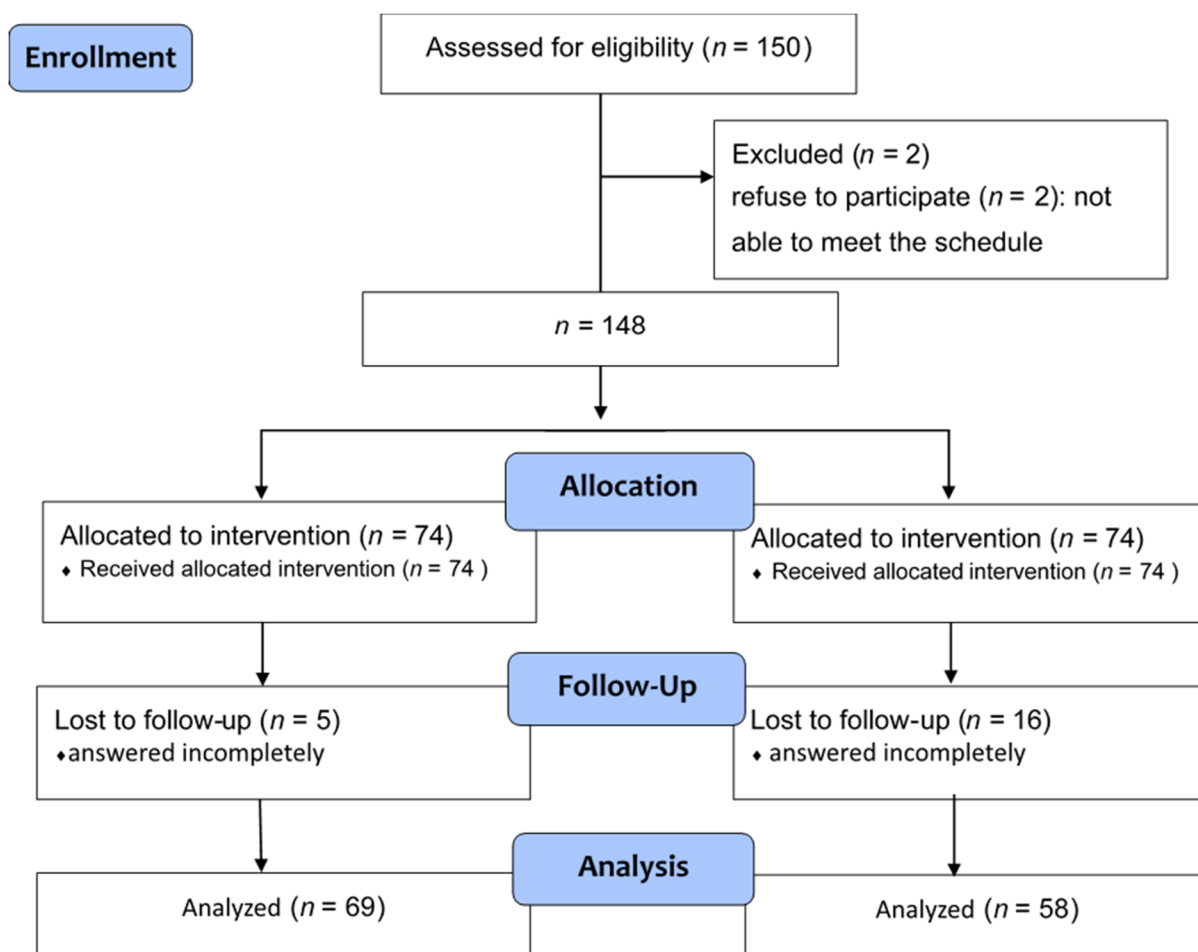 Enrollment
Assessed for eligibility (n = 150)
Excluded (n = 2)
refuse to participate (n = 2): not
able to meet the schedule
n = 148
Allocation
Allocated to intervention (n = 74)
⬧ Received allocated intervention (n = 74 )
Allocated to intervention (n = 74)
⬧ Received allocated intervention (n = 74 )
Follow-Up
Lost to follow-up (n = 5)
⬧answered incompletely
Lost to follow-up (n = 16)
⬧ answered incompletely
Analysis
Analyzed (n = 69)
Analyzed (n = 58)